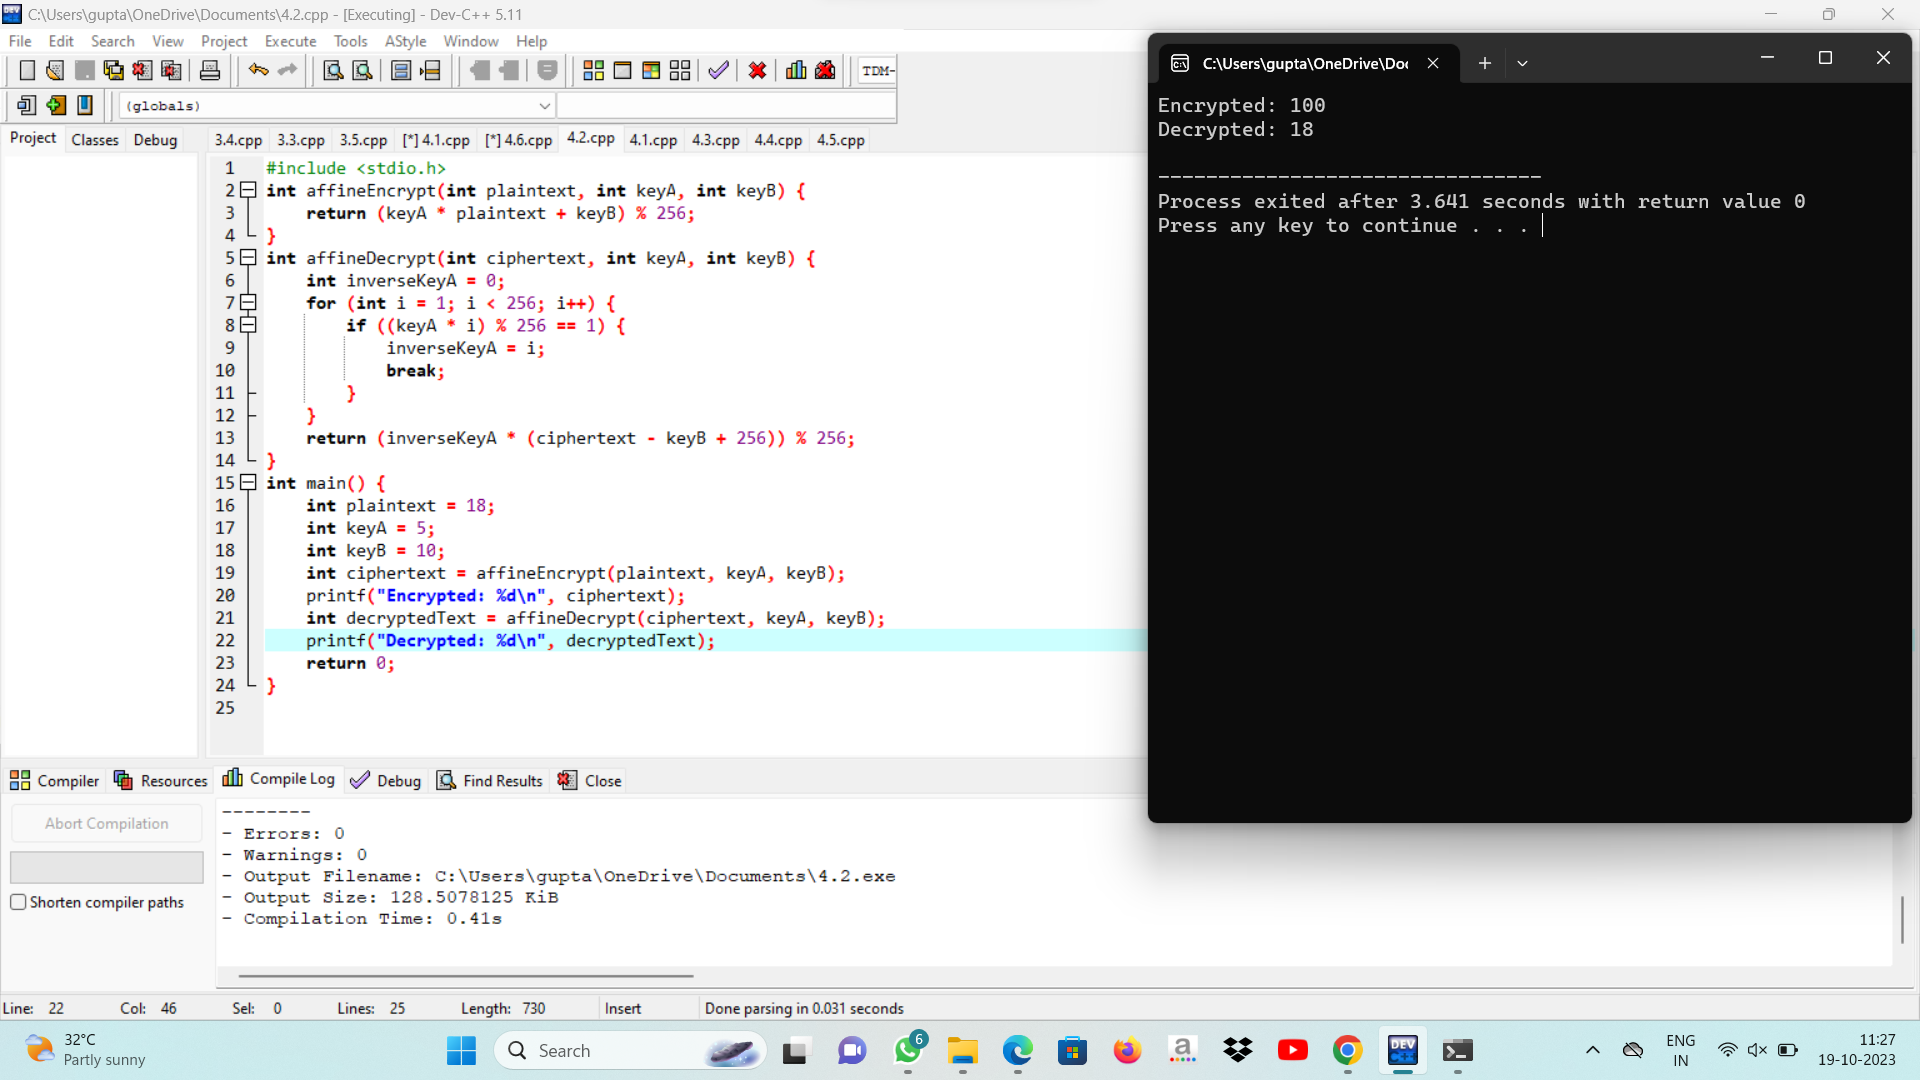 C:\Users\gupta\OneDrive\Documents\4.2.cpp - [Executing] - Dev-C++ 5.11
File Edit Search View Project Execute Tools AStyle Window Help
TDM-
(globals)
Project Classes Debug
3.4.cpp 3.3.cpp 3.5.cpp [*] 4.1.cpp [*] 4.6.cpp 4.2.cpp 4.1.cpp 4.3.cpp 4.4.cpp 4.5.cpp
1 #include <stdio.h>
2 int affineEncrypt(int plaintext, int keyA, int keyB) {
3 return (keyA * plaintext + keyB) % 256;
4 }
5 int affineDecrypt(int ciphertext, int keyA, int keyB) {
6 int inverseKeyA = 0;
7 for (int i = 1; i < 256; i++) {
8 if ((keyA * i) % 256 == 1) {
9 inverseKeyA = i;
10 break;
11 }
12 }
13 return (inverseKeyA * (ciphertext - keyB + 256)) % 256;
14 }
15 int main() {
16 int plaintext = 18;
17 int keyA = 5;
18 int keyB = 10;
19 int ciphertext = affineEncrypt(plaintext, keyA, keyB);
20 printf("Encrypted: %d\n", ciphertext);
21 int decryptedText = affineDecrypt(ciphertext, keyA, keyB);
22 printf("Decrypted: %d\n", decryptedText);
23 return 0;
24 }
25
C:\Users\gupta\OneDrive\Doc
Encrypted: 100
Decrypted: 18
--------------------------------
Process exited after 3.641 seconds with return value 0
Press any key to continue . . .
Compiler Resources Compile Log Debug Find Results Close
Abort Compilation
Shorten compiler paths
--------
- Errors: 0
- Warnings: 0
- Output Filename: C:\Users\gupta\OneDrive\Documents\4.2.exe
- Output Size: 128.5078125 KiB
- Compilation Time: 0.41s
Line: 22 Col: 46 Sel: 0 Lines: 25 Length: 730 Insert Done parsing in 0.031 seconds
32°C
Partly sunny
Search
6
a
DEV C++
ENG
IN
11:27
19-10-2023